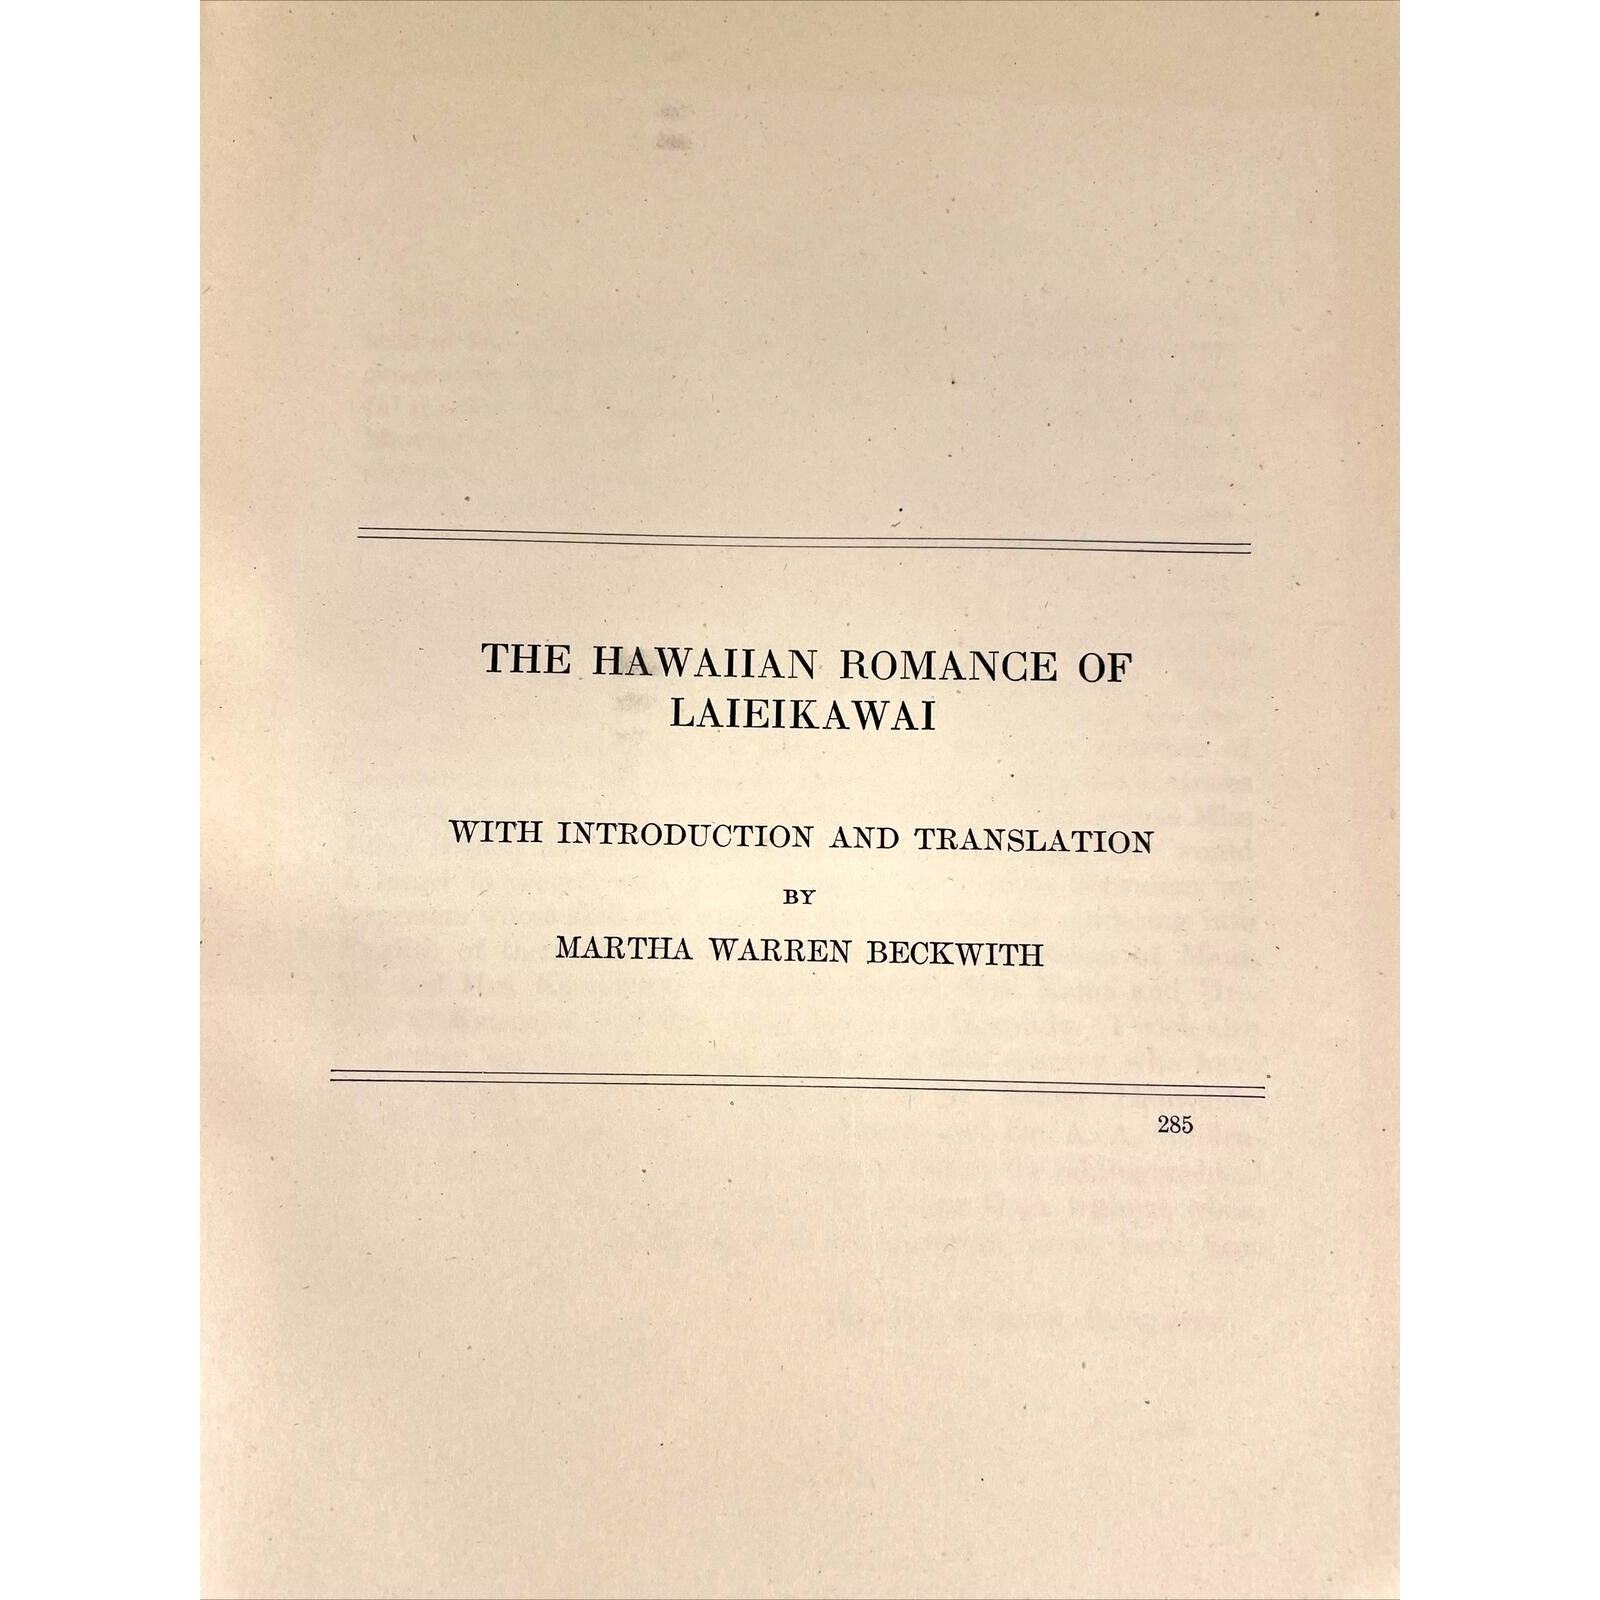 THE HAWAIIAN ROMANCE OF
LAIEIKAWAI
WITH INTRODUCTION AND TRANSLATION
BY
MARTHA WARREN BECKWITH
285